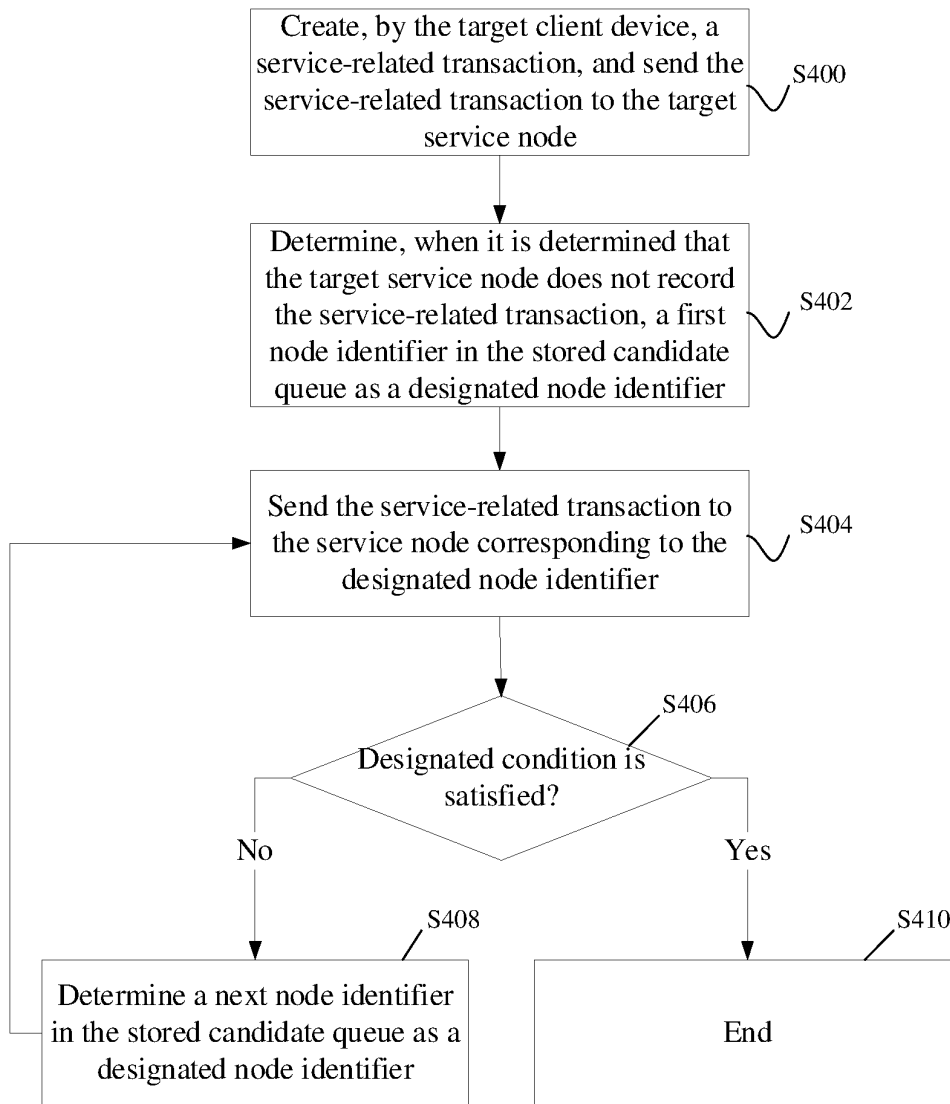 Create, by the target client device, a
service-related transaction, and send the
service-related transaction to the target
service node
S400
Determine, when it is determined that
the target service node does not record
the service-related transaction, a first
node identifier in the stored candidate
queue as a designated node identifier
S402
Send the service-related transaction to
the service node corresponding to the
designated node identifier
S404
S406
Designated condition is
satisfied?
No
Yes
S408
Determine a next node identifier
in the stored candidate queue as a
designated node identifier
S410
End